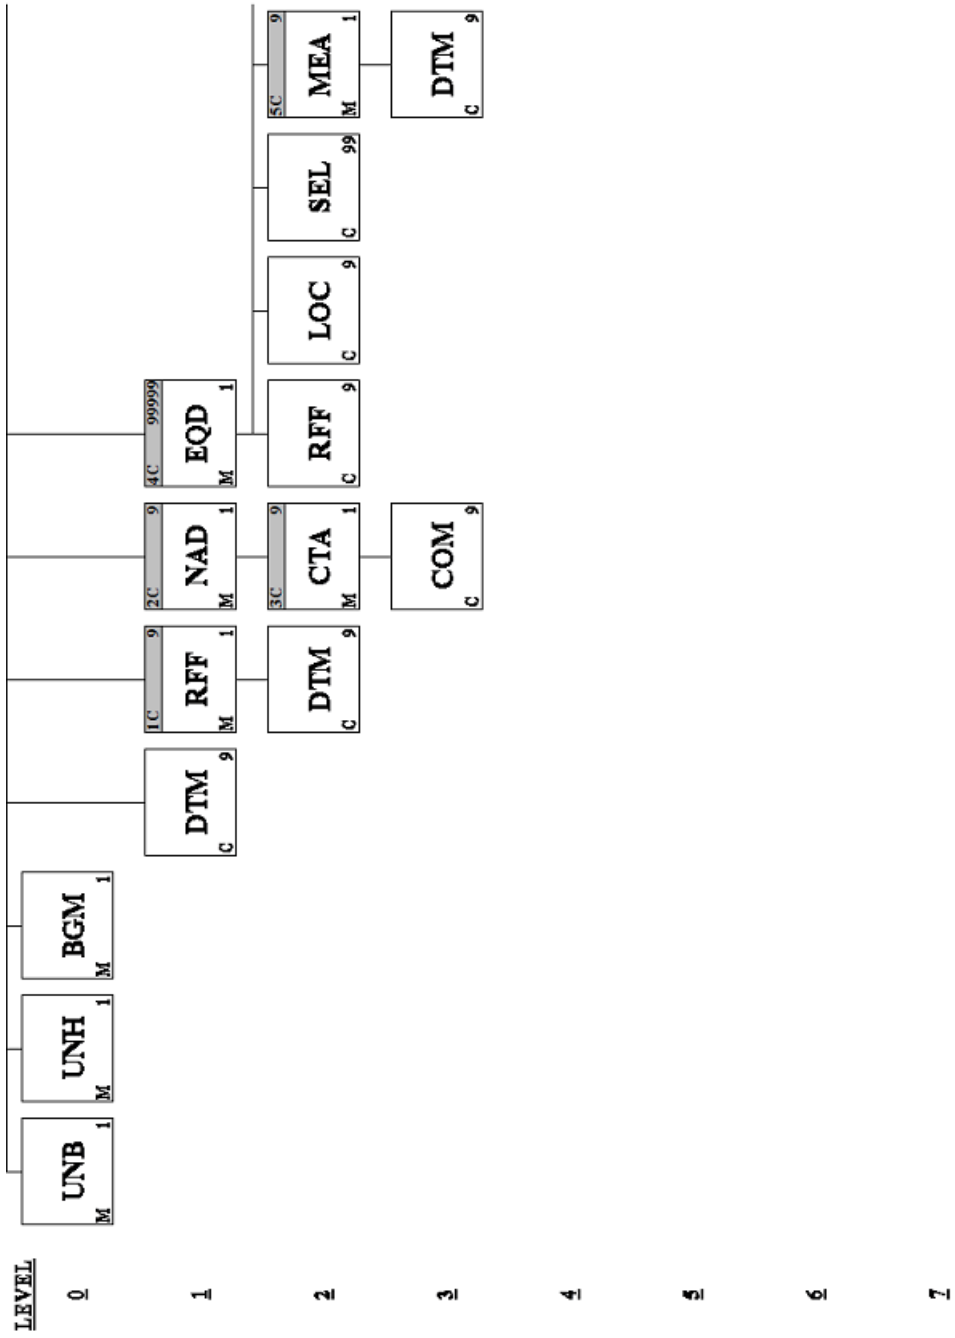 LEVEL
0 UNB UNH BGM
M 1 M 1 M 1
1C 9 2C 9 4C 99999
1 DTM RFF NAD EQD
C 9 M 1 M 1 M 1
3C 9 5C 9
2 DTM CTA RFF LOC SEL MEA
C 9 M 1 C 9 C 9 C 99 M 1
3 COM DTM
C 9 C 9
4
5
6
7